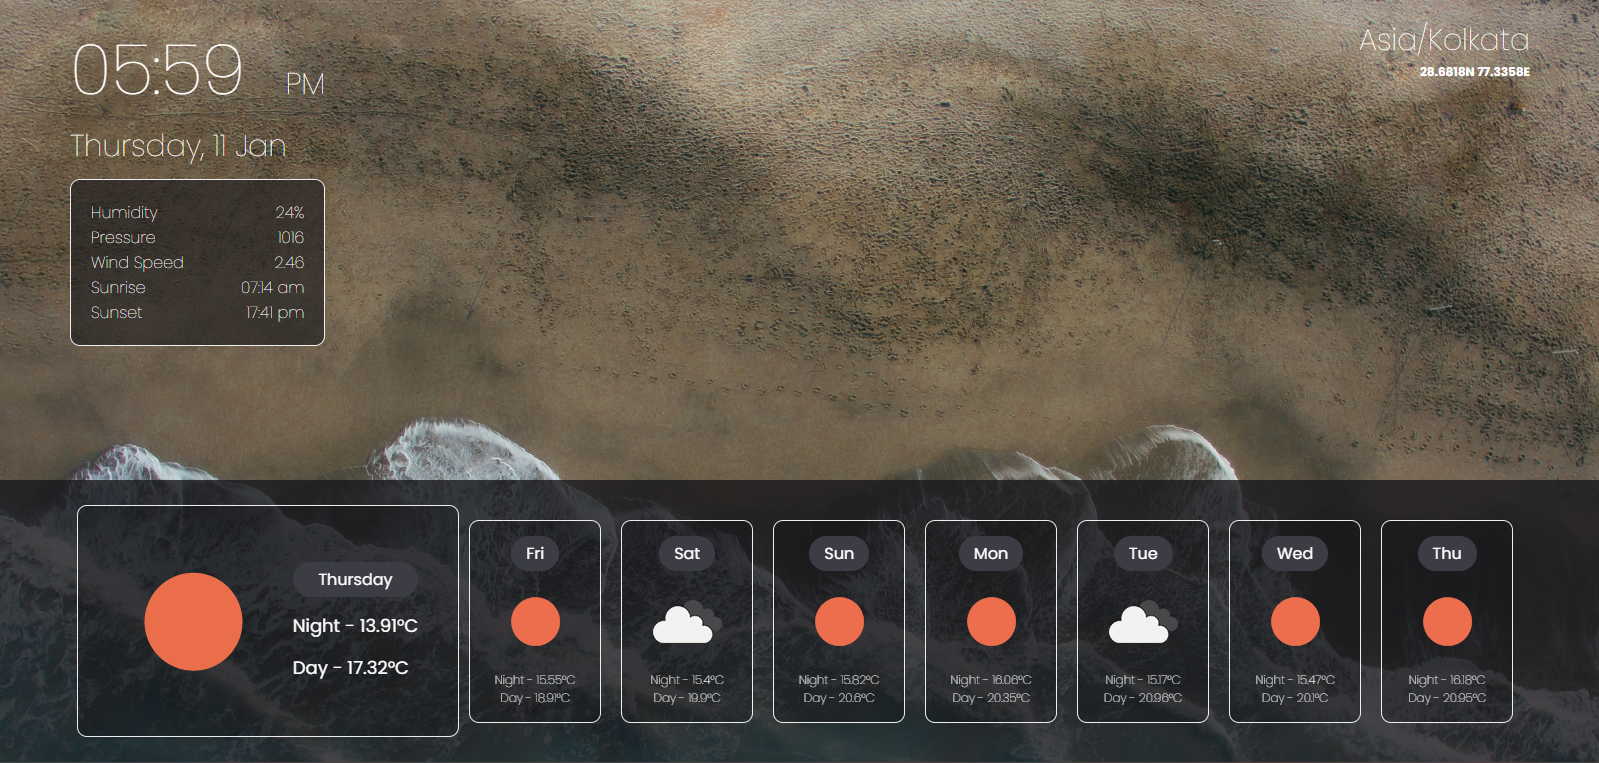 05:59 PM
Asia/Kolkata
28.6818N 77.3358E
Thursday, 11 Jan
Humidity 24%
Pressure 1016
Wind Speed 2.46
Sunrise 07:14 am
Sunset 17:41 pm
Thursday
Night - 13.91°C
Day - 17.32°C
Fri
Night - 15.55°C
Day - 18.91°C
Sat
Night - 15.4°C
Day - 19.9°C
Sun
Night - 15.82°C
Day - 20.6°C
Mon
Night - 16.06°C
Day - 20.35°C
Tue
Night - 15.17°C
Day - 20.96°C
Wed
Night - 15.47°C
Day - 20.1°C
Thu
Night - 16.18°C
Day - 20.95°C